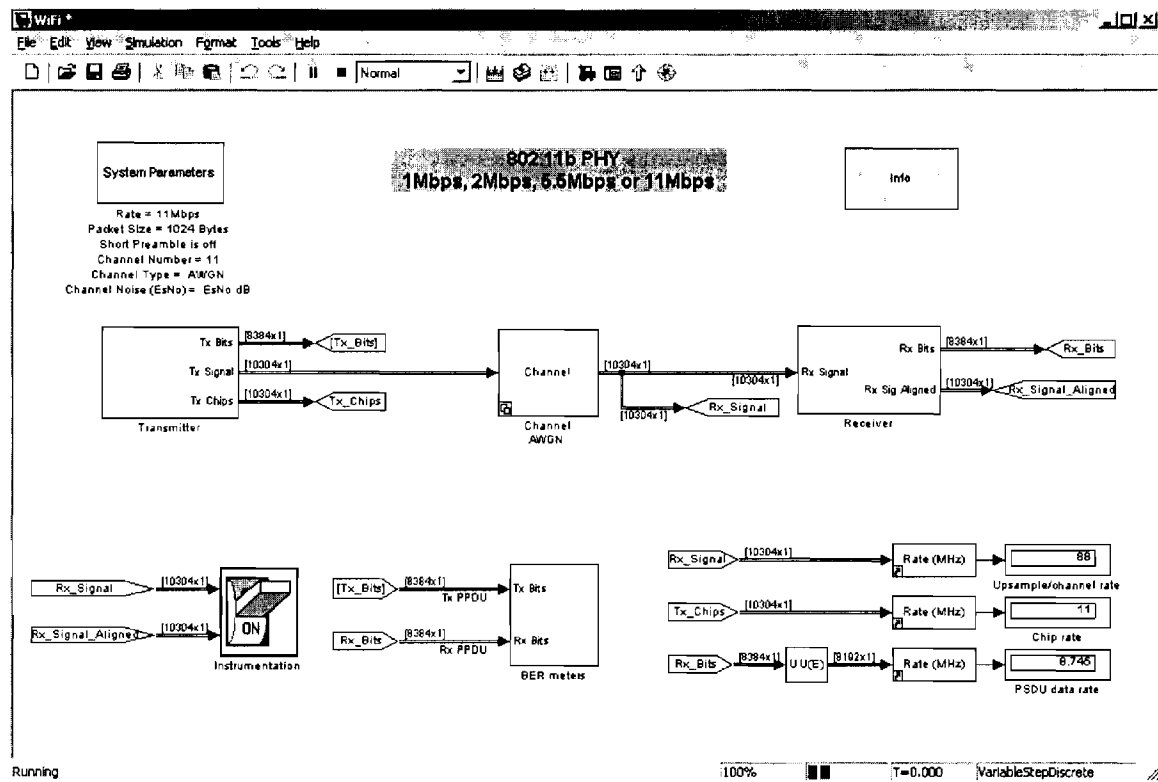 WiFi *
File Edit View Simulation Format Tools Help
Normal
System Parameters
802.11b PHY
1Mbps, 2Mbps, 5.5Mbps or 11Mbps
Info
Rate = 11Mbps
Packet Size = 1024 Bytes
Short Preamble is off
Channel Number = 11
Channel Type = AWGN
Channel Noise (EsNo) = EsNo dB
Tx Bits [8384x1] [Tx_Bits]
Tx Signal [10304x1]
Tx Chips [10304x1] Tx_Chips
Transmitter
Channel
Channel
AWGN
[10304x1]
[10304x1]
[10304x1]
Rx_Signal
Rx Signal
Rx Bits [8384x1] Rx_Bits
Rx Sig Aligned [10304x1] Rx_Signal_Aligned
Receiver
Rx_Signal [10304x1]
Rx_Signal_Aligned [10304x1]
ON
Instrumentation
[Tx_Bits] [8384x1] Tx PPDU Tx Bits
Rx_Bits [8384x1] Rx PPDU Rx Bits
BER meters
Rx_Signal [10304x1] Rate (MHz) 88
Upsample/channel rate
Tx_Chips [10304x1] Rate (MHz) 11
Chip rate
Rx_Bits [8384x1] U U(E) [8192x1] Rate (MHz) 8.745
PSDU data rate
Running 100% T=0.000 VariableStepDiscrete